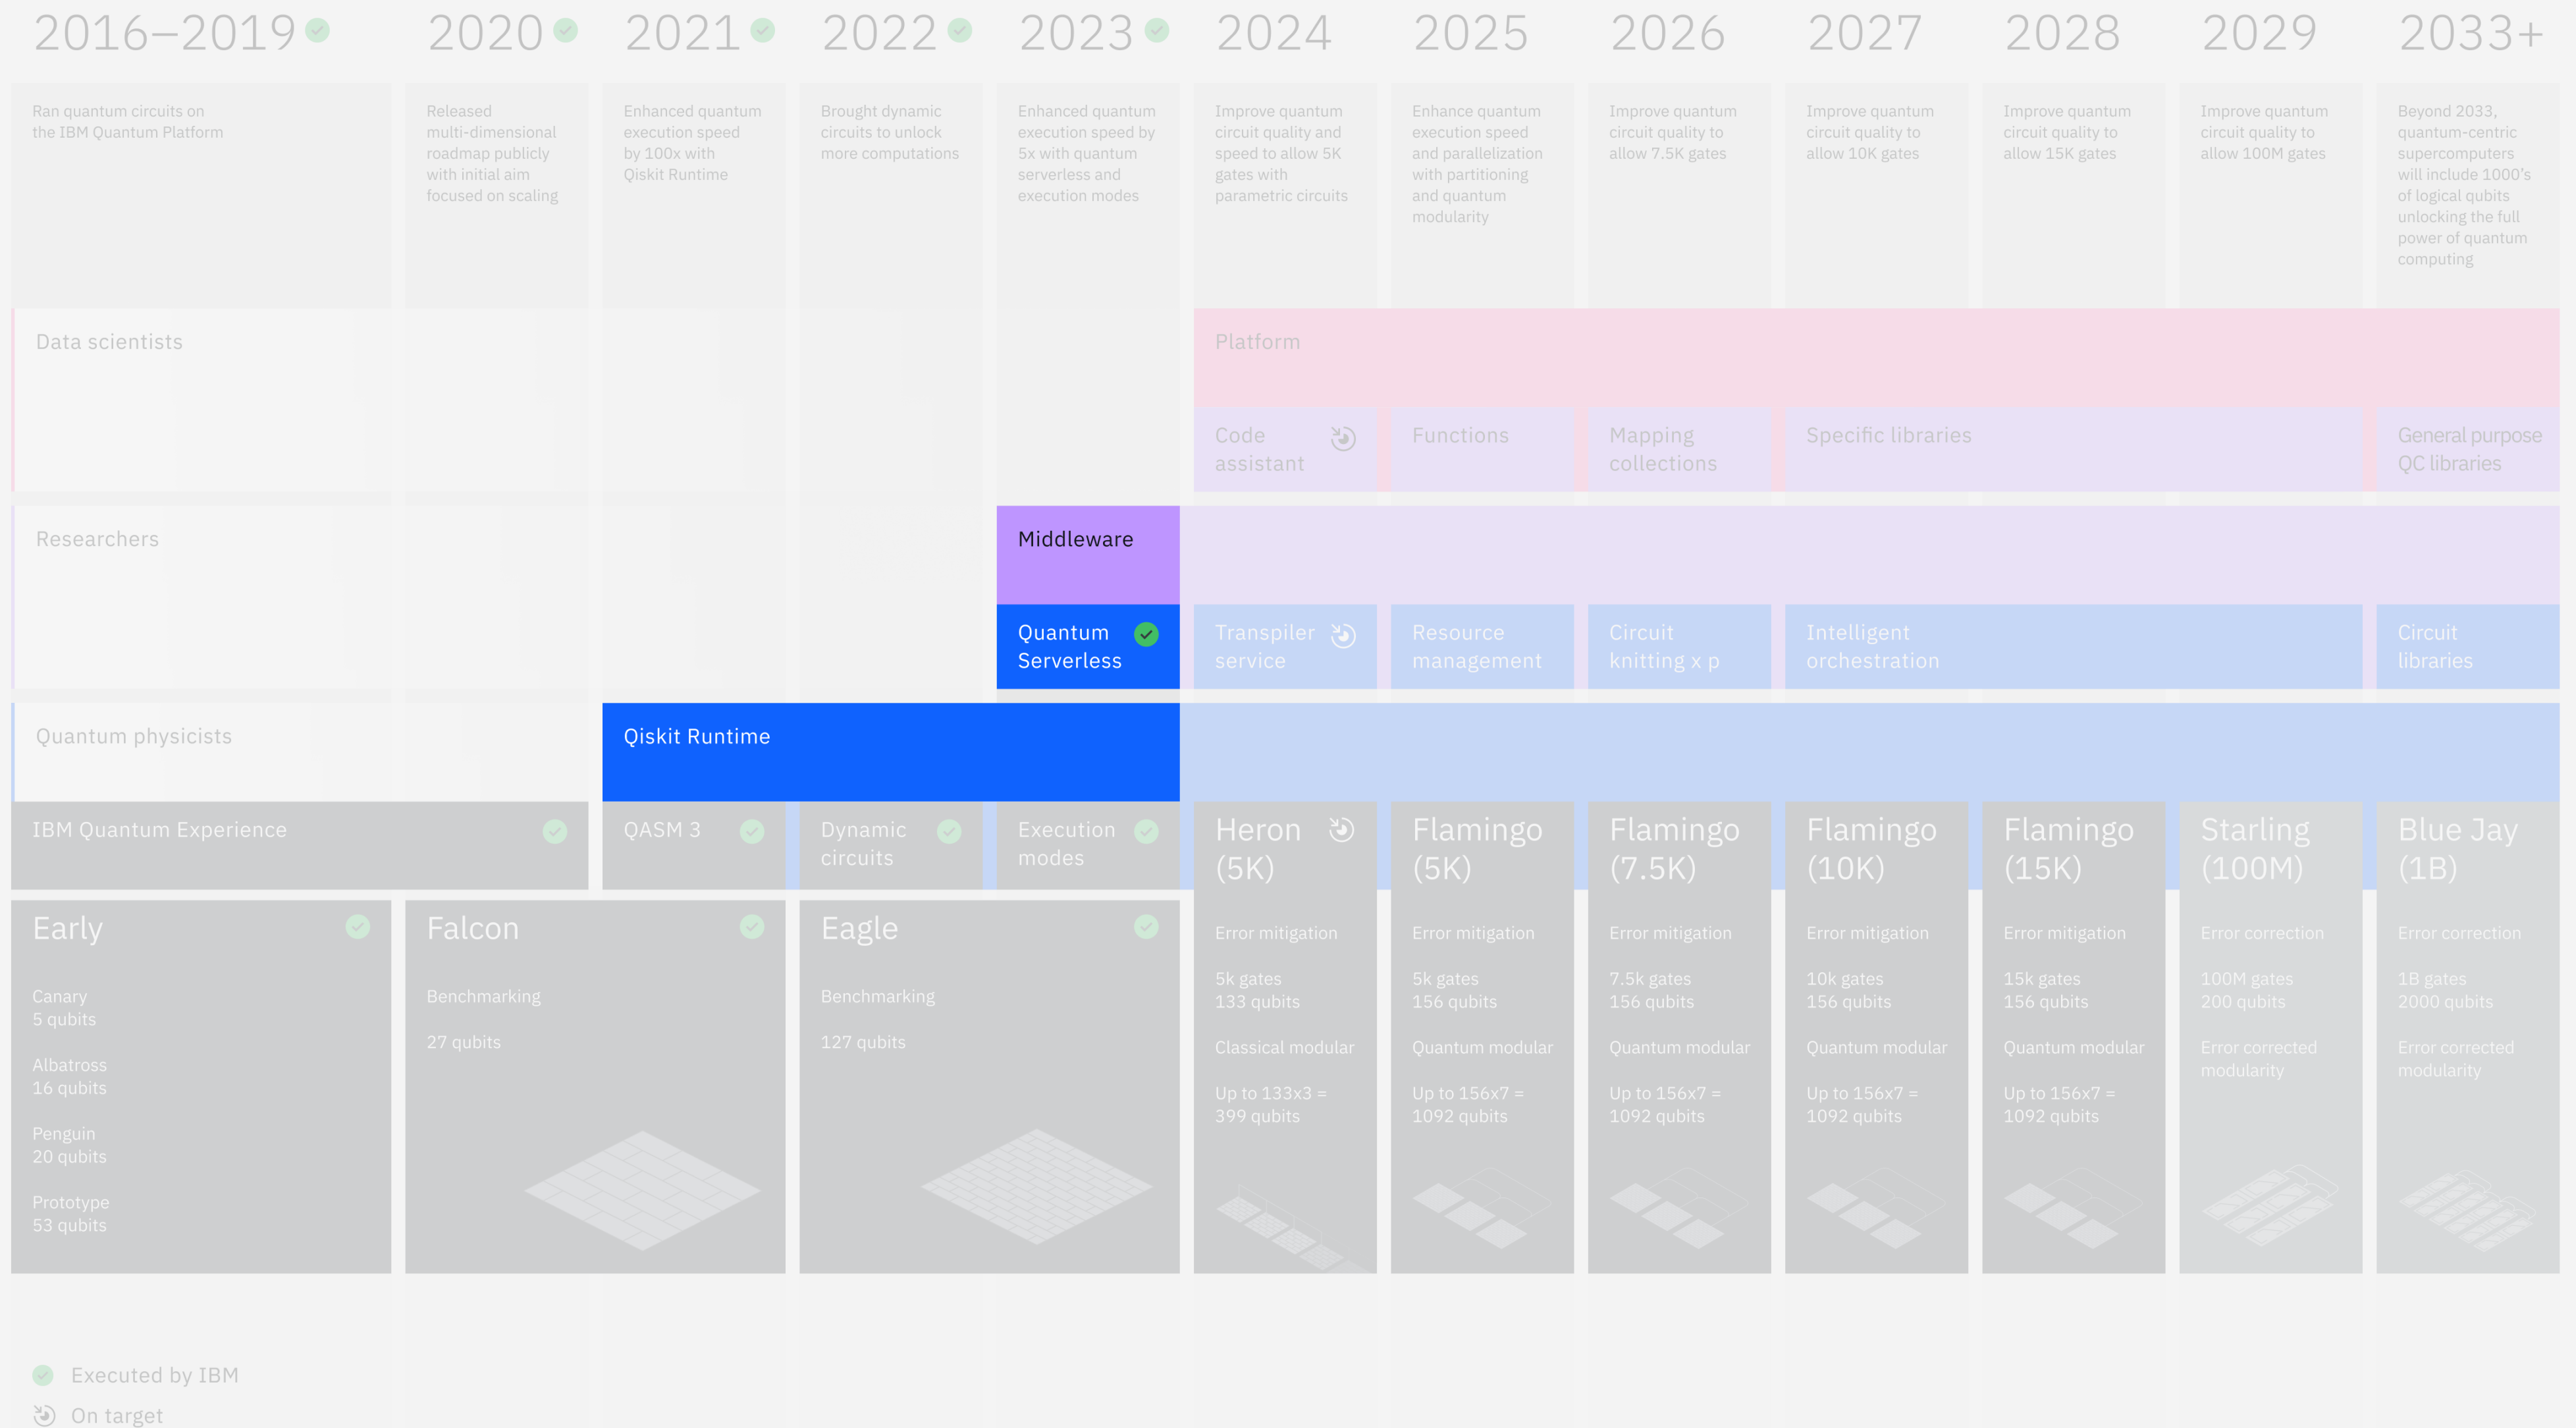 2016–2019
2020
2021
2022
2023
2024
2025
2026
2027
2028
2029
2033+
Ran quantum circuits on
the IBM Quantum Platform
Released
multi-dimensional
roadmap publicly
with initial aim
focused on scaling
Enhanced quantum
execution speed
by 100x with
Qiskit Runtime
Brought dynamic
circuits to unlock
more computations
Enhanced quantum
execution speed by
5x with quantum
serverless and
execution modes
Improve quantum
circuit quality and
speed to allow 5K
gates with
parametric circuits
Enhance quantum
execution speed
and parallelization
with partitioning
and quantum
modularity
Improve quantum
circuit quality to
allow 7.5K gates
Improve quantum
circuit quality to
allow 10K gates
Improve quantum
circuit quality to
allow 15K gates
Improve quantum
circuit quality to
allow 100M gates
Beyond 2033,
quantum-centric
supercomputers
will include 1000’s
of logical qubits
unlocking the full
power of quantum
computing
Data scientists
Platform
Code
assistant
Functions
Mapping
collections
Specific libraries
General purpose
QC libraries
Researchers
Middleware
Quantum
Serverless
Transpiler
service
Resource
management
Circuit
knitting x p
Intelligent
orchestration
Circuit
libraries
Quantum physicists
Qiskit Runtime
IBM Quantum Experience
QASM 3
Dynamic
circuits
Execution
modes
Early
Canary
5 qubits
Albatross
16 qubits
Penguin
20 qubits
Prototype
53 qubits
Falcon
Benchmarking
27 qubits
Eagle
Benchmarking
127 qubits
Heron
(5K)
Error mitigation
5k gates
133 qubits
Classical modular
Up to 133x3 =
399 qubits
Flamingo
(5K)
Error mitigation
5k gates
156 qubits
Quantum modular
Up to 156x7 =
1092 qubits
Flamingo
(7.5K)
Error mitigation
7.5k gates
156 qubits
Quantum modular
Up to 156x7 =
1092 qubits
Flamingo
(10K)
Error mitigation
10k gates
156 qubits
Quantum modular
Up to 156x7 =
1092 qubits
Flamingo
(15K)
Error mitigation
15k gates
156 qubits
Quantum modular
Up to 156x7 =
1092 qubits
Starling
(100M)
Error correction
100M gates
200 qubits
Error corrected
modularity
Blue Jay
(1B)
Error correction
1B gates
2000 qubits
Error corrected
modularity
Executed by IBM
On target